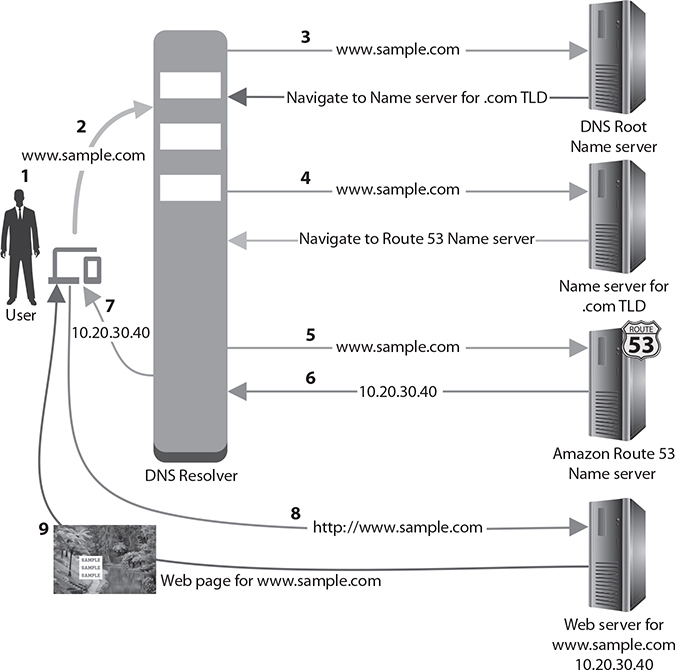 3
www.sample.com
Navigate to Name server for .com TLD
DNS Root
Name server
2
www.sample.com
1
User
4
www.sample.com
Navigate to Route 53 Name server
Name server for
.com TLD
7
10.20.30.40
5
www.sample.com
6
10.20.30.40
ROUTE
53
Amazon Route 53
Name server
DNS Resolver
8
http://www.sample.com
9
SAMPLE
SAMPLE
SAMPLE
Web page for www.sample.com
Web server for
www.sample.com
10.20.30.40